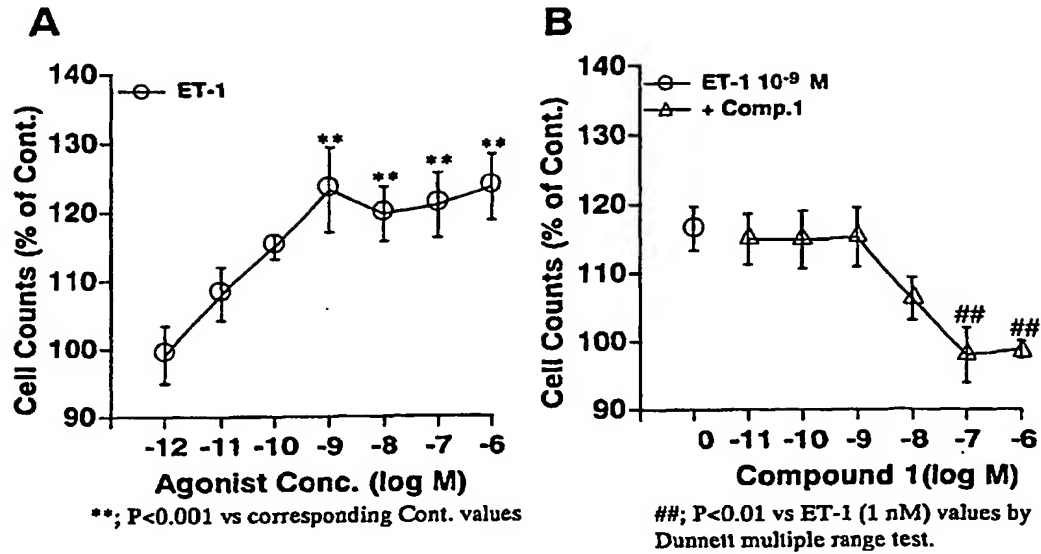 A
140
130
120
110
100
90
Cell Counts (% of Cont.)
ET-1
**
**
**
**
-12 -11 -10 -9 -8 -7 -6
Agonist Conc. (log M)
**; P<0.001 vs corresponding Cont. values
B
140
130
120
110
100
90
Cell Counts (% of Cont.)
ET-1 10-9 M
+ Comp.1
##
##
0 -11 -10 -9 -8 -7 -6
Compound 1(log M)
##; P<0.01 vs ET-1 (1 nM) values by
Dunnett multiple range test.